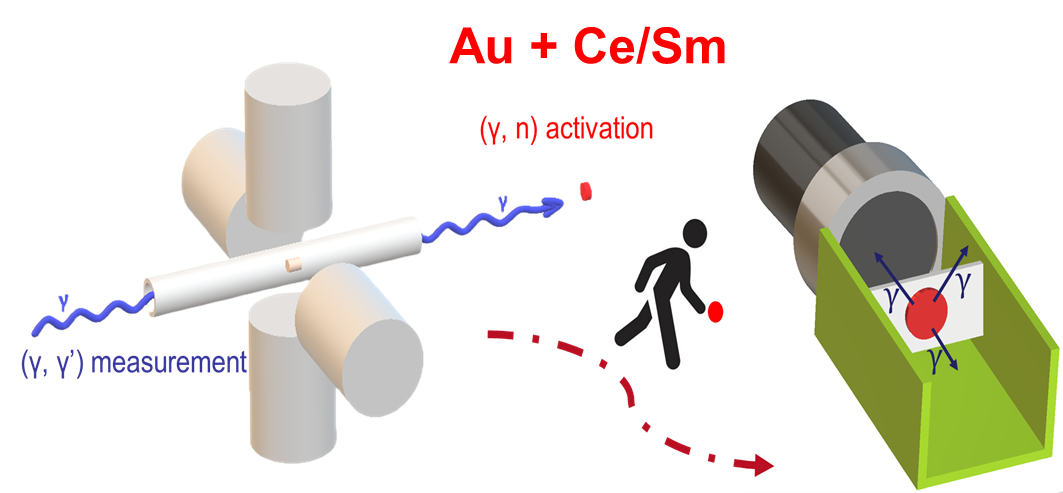 Au + Ce/Sm
(γ, n) activation
γ
γ
(γ, γ’) measurement
γ
γ
γ